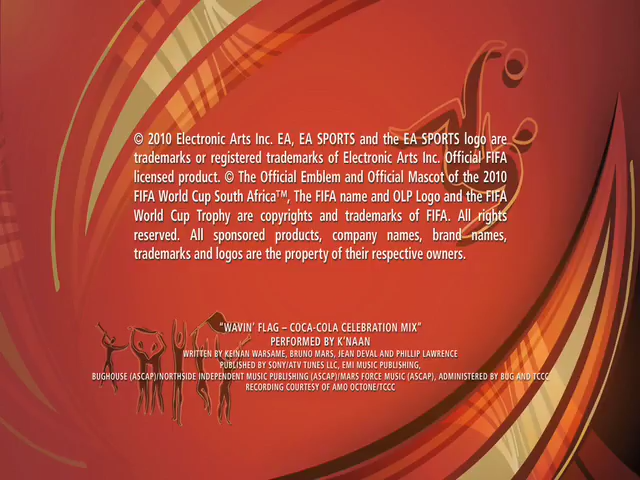 © 2010 Electronic Arts Inc. EA, EA SPORTS and the EA SPORTS logo are
trademarks or registered trademarks of Electronic Arts Inc. Official FIFA
licensed product. © The Official Emblem and Official Mascot of the 2010
FIFA World Cup South Africa™, The FIFA name and OLP Logo and the FIFA
World Cup Trophy are copyrights and trademarks of FIFA. All rights
reserved. All sponsored products, company names, brand names,
trademarks and logos are the property of their respective owners.
"WAVIN' FLAG – COCA-COLA CELEBRATION MIX"
PERFORMED BY K'NAAN
WRITTEN BY KEINAN WARSAME, BRUNO MARS, JEAN DEVAL AND PHILLIP LAWRENCE
PUBLISHED BY SONY/ATV TUNES LLC, EMI MUSIC PUBLISHING,
BUGHOUSE (ASCAP)/NORTHSIDE INDEPENDENT MUSIC PUBLISHING (ASCAP)/MARS FORCE MUSIC (ASCAP), ADMINISTERED BY BUG AND TCCC.
RECORDING COURTESY OF AMO OCTONE/TCCC